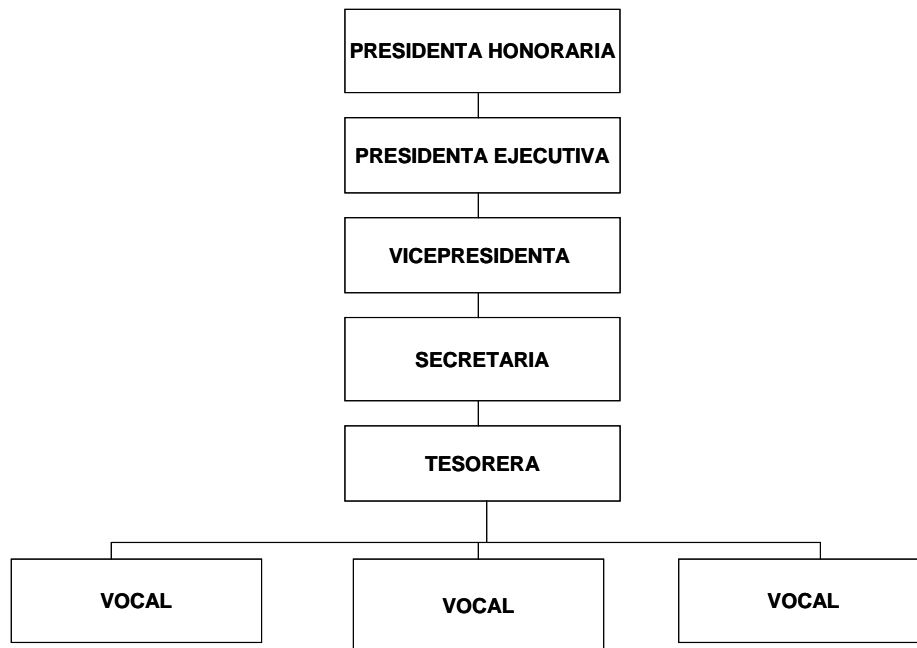 PRESIDENTA HONORARIA
PRESIDENTA EJECUTIVA
VICEPRESIDENTA
SECRETARIA
TESORERA
VOCAL
VOCAL
VOCAL